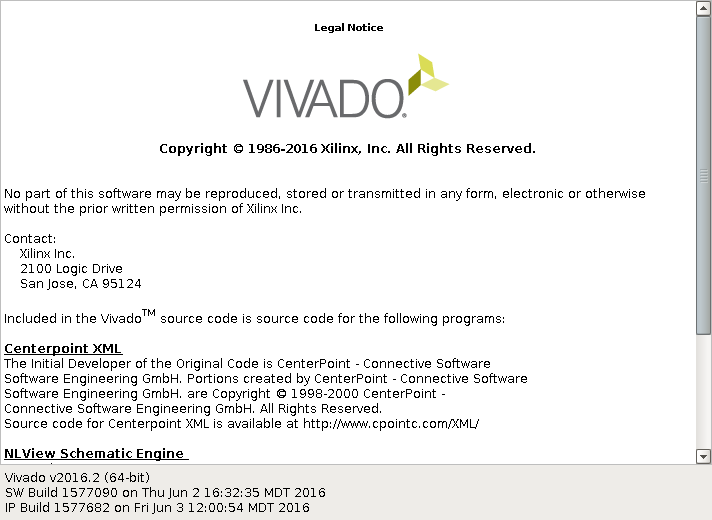 Legal Notice
VIVADO.
Copyright © 1986-2016 Xilinx, Inc. All Rights Reserved.
No part of this software may be reproduced, stored or transmitted in any form, electronic or otherwise
without the prior written permission of Xilinx Inc.
Contact:
Xilinx Inc.
2100 Logic Drive
San Jose, CA 95124
Included in the Vivado™ source code is source code for the following programs:
Centerpoint XML
The Initial Developer of the Original Code is CenterPoint - Connective Software
Software Engineering GmbH. Portions created by CenterPoint - Connective Software
Software Engineering GmbH. are Copyright © 1998-2000 CenterPoint -
Connective Software Engineering GmbH. All Rights Reserved.
Source code for Centerpoint XML is available at http://www.cpointc.com/XML/
NLView Schematic Engine
Vivado v2016.2 (64-bit)
SW Build 1577090 on Thu Jun 2 16:32:35 MDT 2016
IP Build 1577682 on Fri Jun 3 12:00:54 MDT 2016